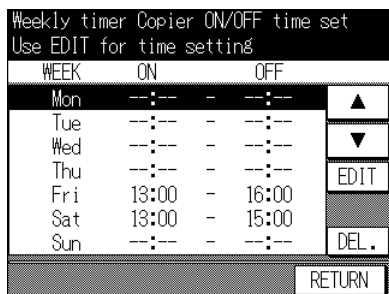 Weekly timer Copier ON/OFF time set
Use EDIT for time setting
WEEK ON OFF
Mon --:-- - --:--
▲
Tue --:-- - --:--
Wed --:-- - --:--
▼
Thu --:-- - --:--
EDIT
Fri 13:00 - 16:00
Sat 13:00 - 15:00
Sun --:-- - --:--
DEL.
RETURN